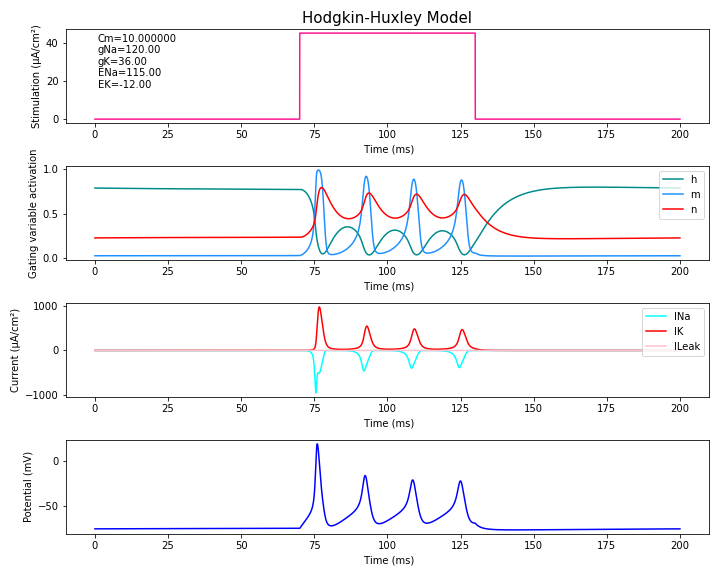 Hodgkin-Huxley Model
Stimulation (µA/cm²)
40
20
0
Cm=10.000000
gNa=120.00
gK=36.00
ENa=115.00
EK=-12.00
0 25 50 75 100 125 150 175 200
Time (ms)
Gating variable activation
1.0
0.5
0.0
h
m
n
0 25 50 75 100 125 150 175 200
Time (ms)
Current (µA/cm²)
1000
0
−1000
INa
IK
ILeak
0 25 50 75 100 125 150 175 200
Time (ms)
Potential (mV)
0
−50
0 25 50 75 100 125 150 175 200
Time (ms)